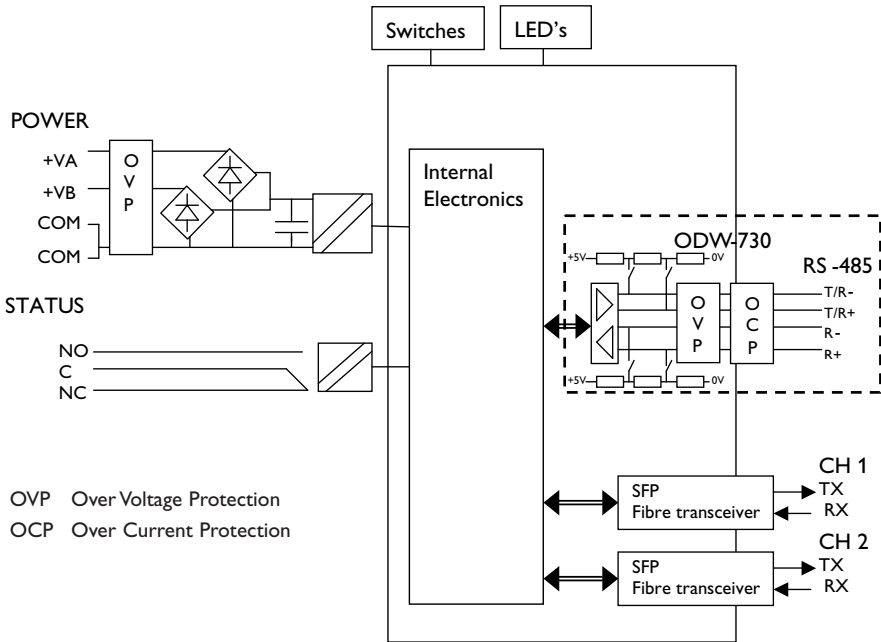 Switches
LED's
POWER
+VA
+VB
COM
COM
O
V
P
STATUS
NO
C
NC
Internal
Electronics
ODW-730
+5V
0V
RS -485
T/R-
T/R+
R-
R+
O
V
P
O
C
P
+5V
0V
OVP Over Voltage Protection
OCP Over Current Protection
SFP
Fibre transceiver
CH 1
TX
RX
SFP
Fibre transceiver
CH 2
TX
RX